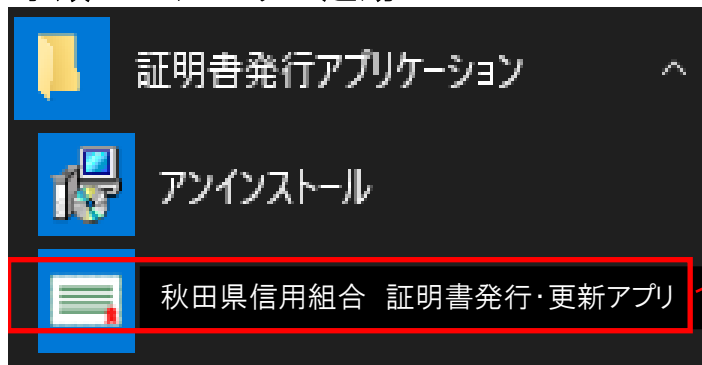 証明書発行アプリケーション
アンインストール
秋田県信用組合　証明書発行・更新アプリ